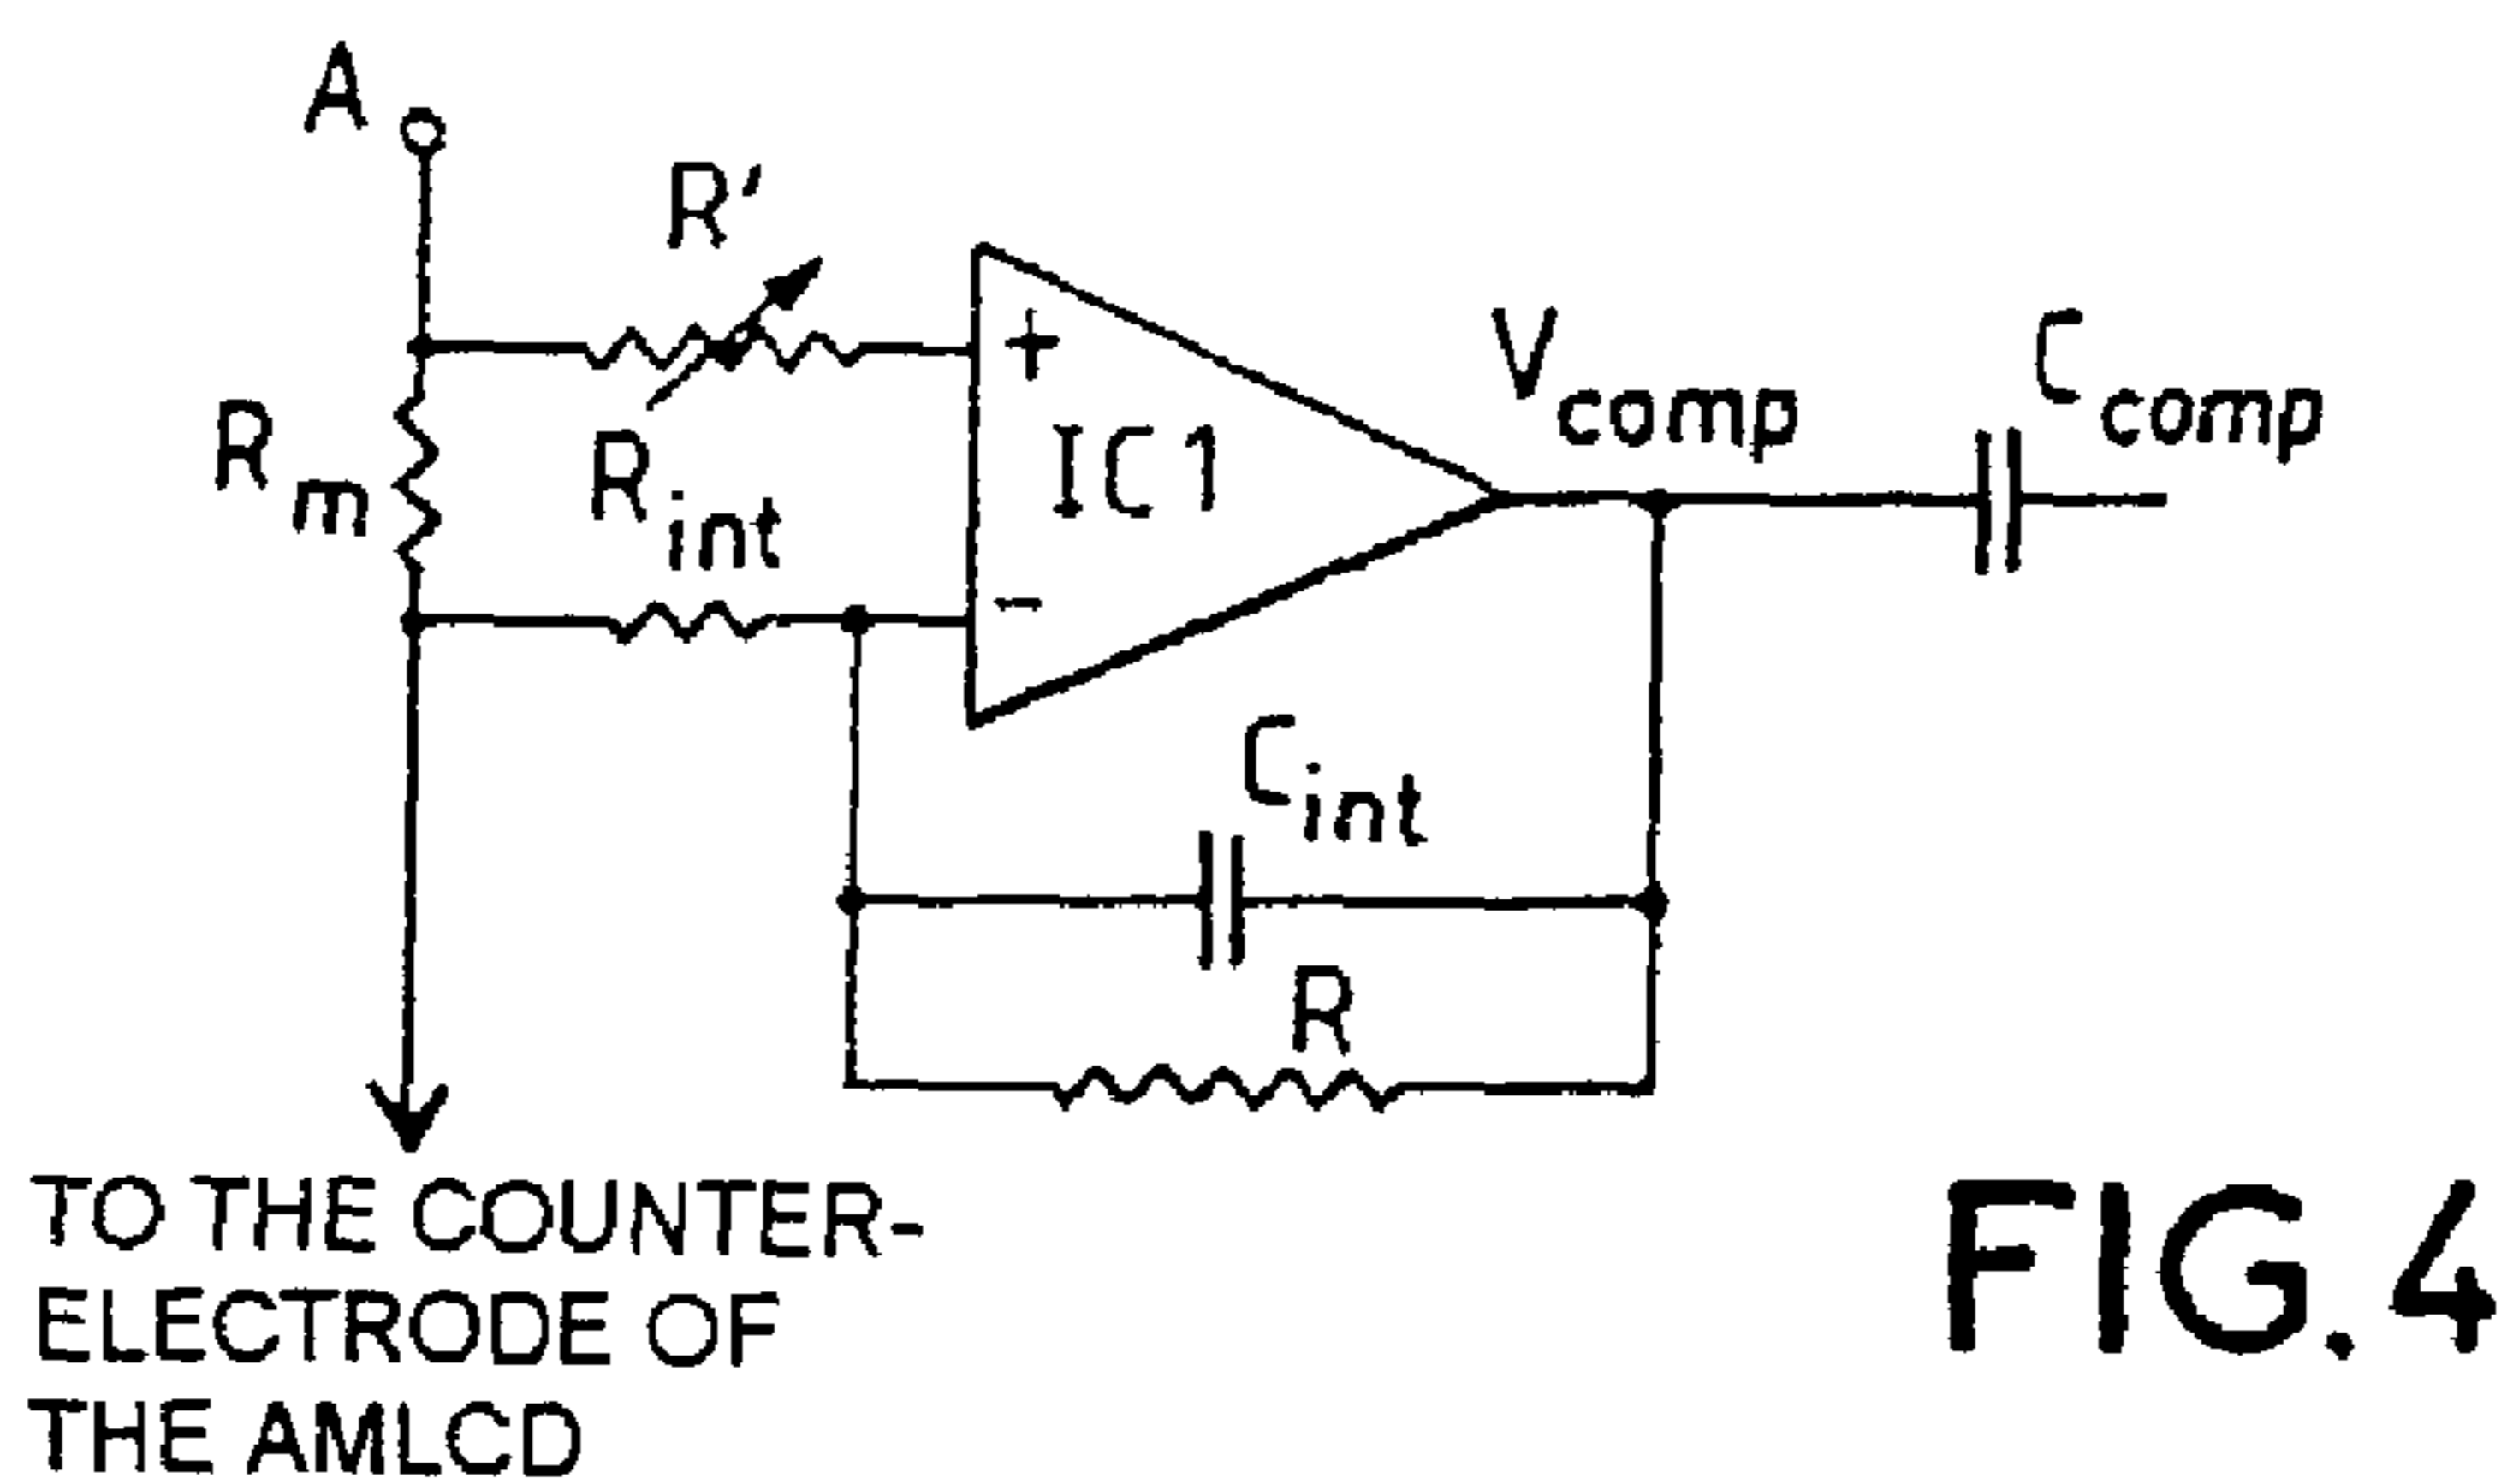 A
R'
Rm
Rint
+
IC1
-
Vcomp
Ccomp
Cint
R
TO THE COUNTER-
ELECTRODE OF
THE AMLCD
FIG.4